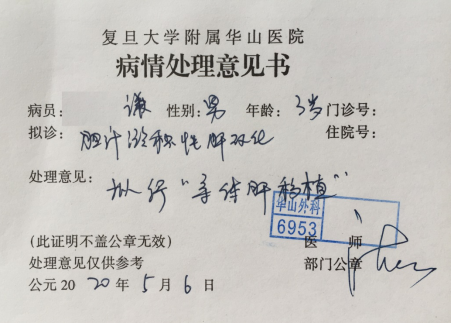 复旦大学附属华山医院
病情处理意见书
病员: 谦 性别: 男 年龄: 3岁 门诊号:
拟诊: 胆汁淤积性肝硬化 住院号:
处理意见: 拟行“亲体肝移植”
华山外科
6953
(此证明不盖公章无效) 医 师
处理意见仅供参考 部门公章
公元20 20 年 5 月 6 日